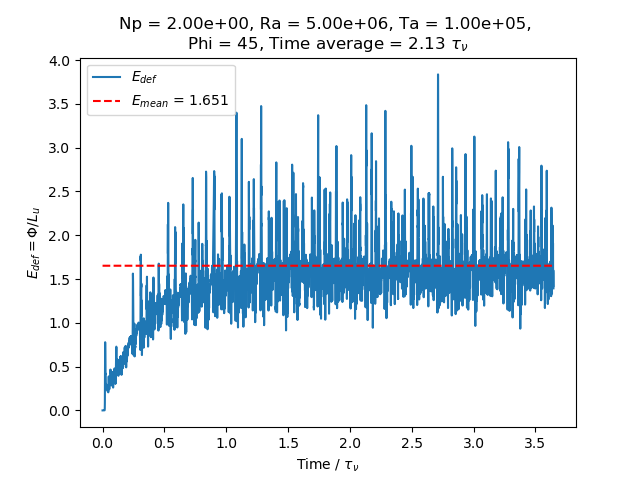 Np = 2.00e+00, Ra = 5.00e+06, Ta = 1.00e+05,
Phi = 45, Time average = 2.13 τν
E_def
E_mean = 1.651
4.0
3.5
3.0
2.5
2.0
1.5
1.0
0.5
0.0
E_def = Φ/L_u
0.0 0.5 1.0 1.5 2.0 2.5 3.0 3.5
Time / τν